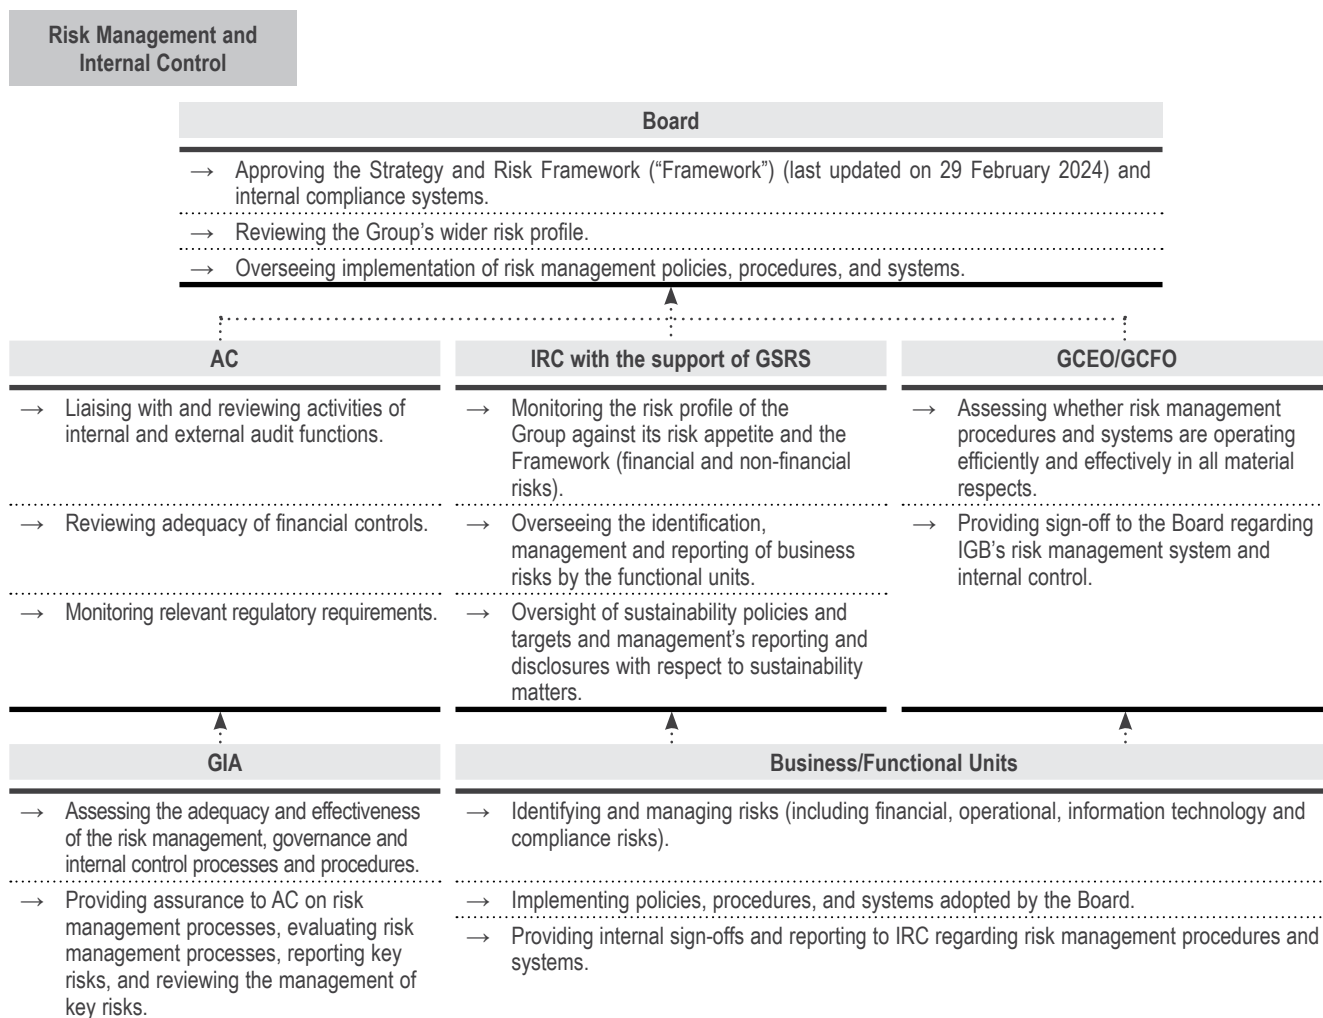 Risk Management and
Internal Control
Board
→ Approving the Strategy and Risk Framework (“Framework”) (last updated on 29 February 2024) and
internal compliance systems.
→ Reviewing the Group’s wider risk profile.
→ Overseeing implementation of risk management policies, procedures, and systems.
AC
→ Liaising with and reviewing activities of
internal and external audit functions.
→ Reviewing adequacy of financial controls.
→ Monitoring relevant regulatory requirements.
IRC with the support of GSRS
→ Monitoring the risk profile of the
Group against its risk appetite and the
Framework (financial and non-financial
risks).
→ Overseeing the identification,
management and reporting of business
risks by the functional units.
→ Oversight of sustainability policies and
targets and management’s reporting and
disclosures with respect to sustainability
matters.
GCEO/GCFO
→ Assessing whether risk management
procedures and systems are operating
efficiently and effectively in all material
respects.
→ Providing sign-off to the Board regarding
IGB’s risk management system and
internal control.
GIA
→ Assessing the adequacy and effectiveness
of the risk management, governance and
internal control processes and procedures.
→ Providing assurance to AC on risk
management processes, evaluating risk
management processes, reporting key
risks, and reviewing the management of
key risks.
Business/Functional Units
→ Identifying and managing risks (including financial, operational, information technology and
compliance risks).
→ Implementing policies, procedures, and systems adopted by the Board.
→ Providing internal sign-offs and reporting to IRC regarding risk management procedures and
systems.